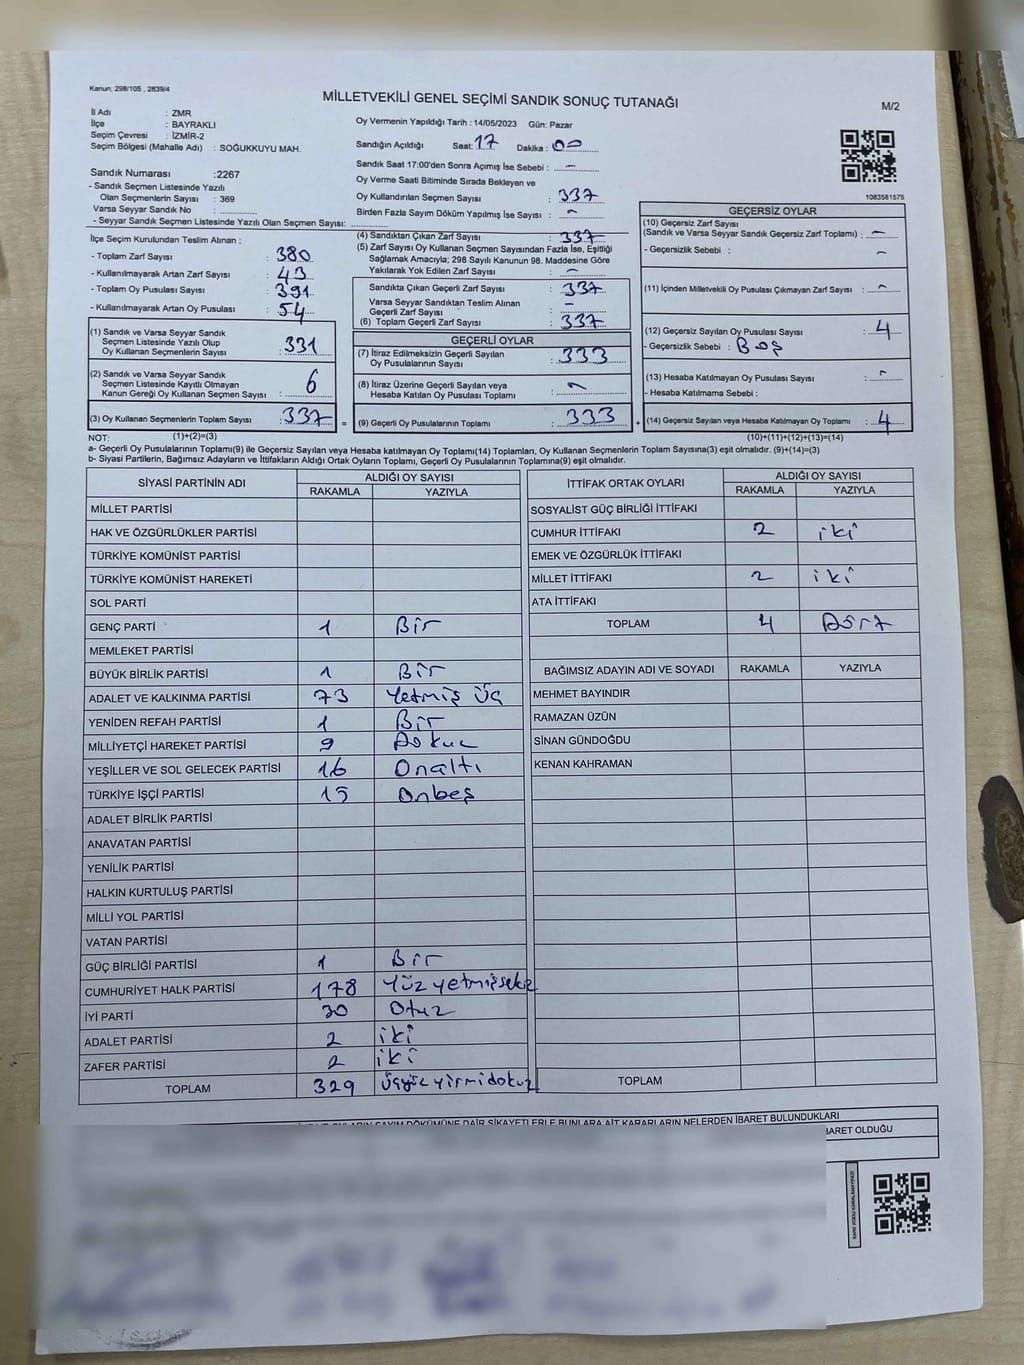 Kanun; 298/105 , 2839/4
MİLLETVEKİLİ GENEL SEÇİMİ SANDIK SONUÇ TUTANAĞI
M/2
İl Adı : ZMR
İlçe : BAYRAKLI
Seçim Çevresi : İZMİR-2
Seçim Bölgesi (Mahalle Adı) : SOĞUKKUYU MAH.
Sandık Numarası :2267
- Sandık Seçmen Listesinde Yazılı
Olan Seçmenlerin Sayısı : 369
Varsa Seyyar Sandık No :
- Seyyar Sandık Seçmen Listesinde Yazılı Olan Seçmen Sayısı:
İlçe Seçim Kurulundan Teslim Alınan ;
- Toplam Zarf Sayısı : 380
- Kullanılmayarak Artan Zarf Sayısı : 43
- Toplam Oy Pusulası Sayısı : 391
- Kullanılmayarak Artan Oy Pusulası : 54
(1) Sandık ve Varsa Seyyar Sandık
Seçmen Listesinde Yazılı Olup
Oy Kullanan Seçmenlerin Sayısı : 331
(2) Sandık ve Varsa Seyyar Sandık
Seçmen Listesinde Kayıtlı Olmayan
Kanun Gereği Oy Kullanan Seçmen Sayısı : 6
(3) Oy Kullanan Seçmenlerin Toplam Sayısı : 337
Oy Vermenin Yapıldığı Tarih : 14/05/2023 Gün: Pazar
Sandığın Açıldığı Saat: 17 Dakika : 00
Sandık Saat 17:00'den Sonra Açımış İse Sebebi : -
Oy Verme Saati Bitiminde Sırada Bekleyen ve
Oy Kullandırılan Seçmenlerin Sayısı : 337
Birden Fazla Sayım Döküm Yapılmış İse Sayısı : -
(4) Sandıktan Çıkan Zarf Sayısı : 337
(5) Zarf Sayısı Oy Kullanan Seçmen Sayısından Fazla İse, Eşitliği
Sağlamak Amacıyla; 298 Sayılı Kanunun 98. Maddesine Göre
Yakılarak Yok Edilen Zarf Sayısı : -
Sandıkta Çıkan Geçerli Zarf Sayısı : 337
Varsa Seyyar Sandıktan Teslim Alınan
Geçerli Zarf Sayısı : -
(6) Toplam Geçerli Zarf Sayısı : 337
GEÇERLİ OYLAR
(7) İtiraz Edilmeksizin Geçerli Sayılan
Oy Pusulalarının Sayısı : 333
(8) İtiraz Üzerine Geçerli Sayılan veya
Hesaba Katılan Oy Pusulası Toplamı : -
= (9) Geçerli Oy Pusulalarının Toplamı : 333 +
1083581575
GEÇERSİZ OYLAR
(10) Geçersiz Zarf Sayısı
(Sandık ve Varsa Seyyar Sandık Geçersiz Zarf Toplamı) : -
- Geçersizlik Sebebi : -
(11) İçinden Milletvekili Oy Pusulası Çıkmayan Zarf Sayısı : -
(12) Geçersiz Sayılan Oy Pusulası Sayısı : 4
- Geçersizlik Sebebi : Boş
(13) Hesaba Katılmayan Oy Pusulası Sayısı : -
- Hesaba Katılmama Sebebi :
(14) Geçersiz Sayılan veya Hesaba Katılmayan Oy Toplamı : 4
NOT: (1)+(2)=(3)
(10)+(11)+(12)+(13)=(14)
a- Geçerli Oy Pusulalarının Toplamı(9) ile Geçersiz Sayılan veya Hesaba katılmayan Oy Toplamı(14) Toplamları, Oy Kullanan Seçmenlerin Toplam Sayısına(3) eşit olmalıdır. (9)+(14)=(3)
b- Siyasi Partilerin, Bağımsız Adayların ve İttifakların Aldığı Ortak Oyların Toplamı, Geçerli Oy Pusulalarının Toplamına(9) eşit olmalıdır.
SİYASİ PARTİNİN ADI ALDIĞI OY SAYISI
RAKAMLA YAZIYLA
MİLLET PARTİSİ
HAK VE ÖZGÜRLÜKLER PARTİSİ
TÜRKİYE KOMÜNİST PARTİSİ
TÜRKİYE KOMÜNİST HAREKETİ
SOL PARTİ
GENÇ PARTİ 1 Bir
MEMLEKET PARTİSİ
BÜYÜK BİRLİK PARTİSİ 1 Bir
ADALET VE KALKINMA PARTİSİ 73 Yetmiş üç
YENİDEN REFAH PARTİSİ 1 Bir
MİLLİYETÇİ HAREKET PARTİSİ 9 Dokuz
YEŞİLLER VE SOL GELECEK PARTİSİ 16 Onaltı
TÜRKİYE İŞÇİ PARTİSİ 15 Onbeş
ADALET BİRLİK PARTİSİ
ANAVATAN PARTİSİ
YENİLİK PARTİSİ
HALKIN KURTULUŞ PARTİSİ
MİLLİ YOL PARTİSİ
VATAN PARTİSİ
GÜÇ BİRLİĞİ PARTİSİ 1 Bir
CUMHURİYET HALK PARTİSİ 178 Yüz yetmişsekiz
İYİ PARTİ 30 Otuz
ADALET PARTİSİ 2 iki
ZAFER PARTİSİ 2 iki
TOPLAM 329 üçyüz yirmidokuz
İTTİFAK ORTAK OYLARI ALDIĞI OY SAYISI
RAKAMLA YAZIYLA
SOSYALİST GÜÇ BİRLİĞİ İTTİFAKI
CUMHUR İTTİFAKI 2 iki
EMEK VE ÖZGÜRLÜK İTTİFAKI
MİLLET İTTİFAKI 2 iki
ATA İTTİFAKI
TOPLAM 4 Dört
BAĞIMSIZ ADAYIN ADI VE SOYADI RAKAMLA YAZIYLA
MEHMET BAYINDIR
RAMAZAN ÜZÜN
SİNAN GÜNDOĞDU
KENAN KAHRAMAN
TOPLAM
SAYIM DÖKÜMÜNE DAİR ŞİKAYETLERLE BUNLARA AİT KARARLARIN NELERDEN İBARET BULUNDUKLARI
BARET OLDUĞU